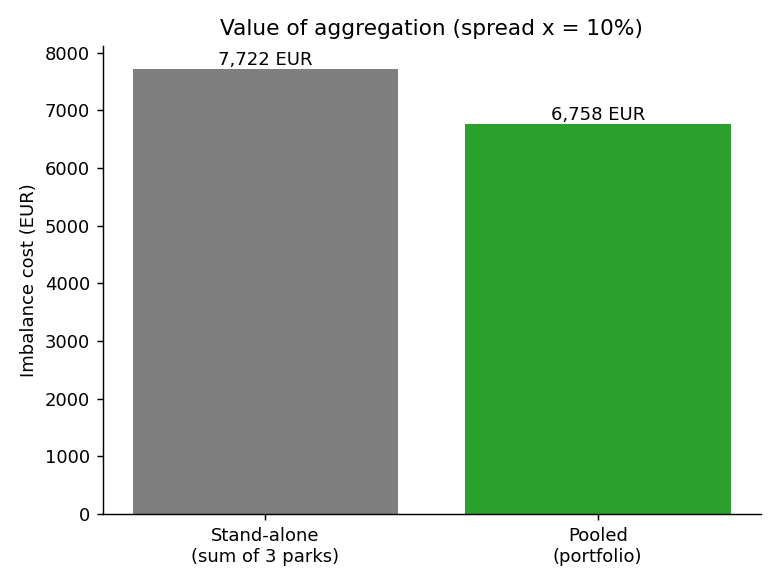 Value of aggregation (spread x = 10%)
7,722 EUR
6,758 EUR
Imbalance cost (EUR)
8000
7000
6000
5000
4000
3000
2000
1000
0
Stand-alone
(sum of 3 parks)
Pooled
(portfolio)